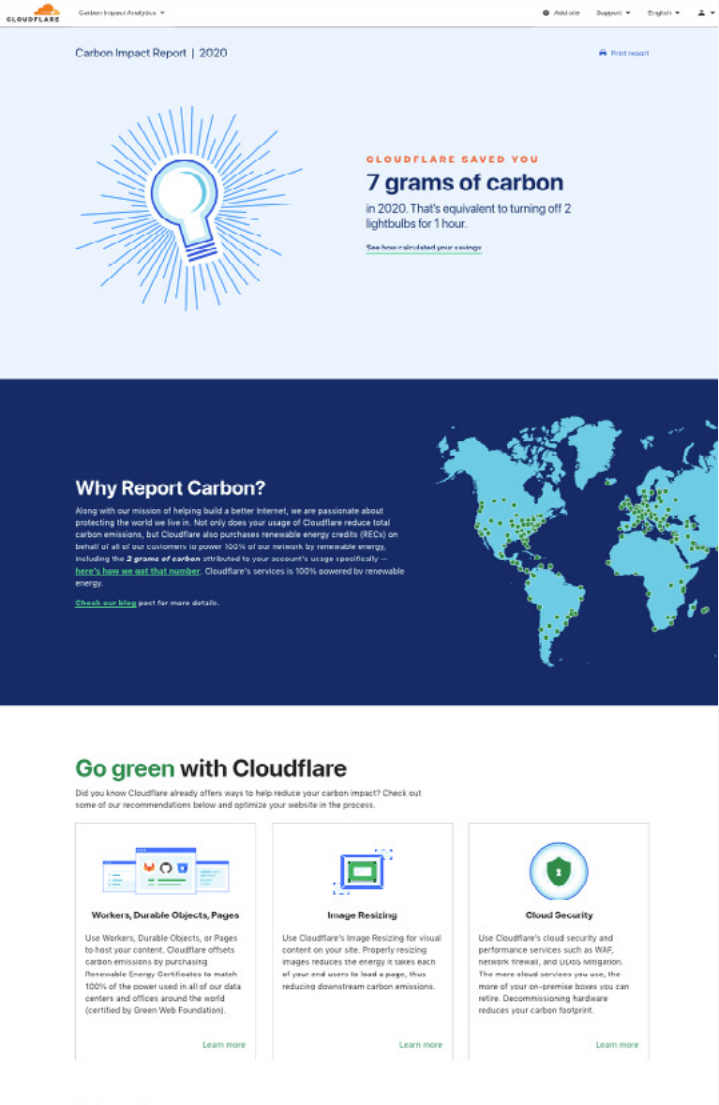 CLOUDFLARE
Carbon Impact Analytics
Add site
Support
English
Carbon Impact Report | 2020
Print report
CLOUDFLARE SAVED YOU
7 grams of carbon
in 2020. That's equivalent to turning off 2
lightbulbs for 1 hour.
See how calculated your savings
Why Report Carbon?
Along with our mission of helping build a better Internet, we are passionate about
protecting the world we live in. Not only does your usage of Cloudflare reduce total
carbon emissions, but Cloudflare also purchases renewable energy credits (RECs) on
behalf of all of our customers to power 100% of our network by renewable energy,
including the 2 grams of carbon attributed to your account's usage specifically —
here's how we got that number. Cloudflare's services is 100% powered by renewable
energy.
Check our blog post for more details.
Go green with Cloudflare
Did you know Cloudflare already offers ways to help reduce your carbon impact? Check out
some of our recommendations below and optimize your website in the process.
Workers, Durable Objects, Pages
Use Workers, Durable Objects, or Pages
to host your content. Cloudflare offsets
carbon emissions by purchasing
Renewable Energy Certificates to match
100% of the power used in all of our data
centers and offices around the world
(certified by Green Web Foundation).
Learn more
Image Resizing
Use Cloudflare's Image Resizing for visual
content on your site. Properly resizing
images reduces the energy it takes each
of your end users to load a page, thus
reducing downstream carbon emissions.
Learn more
Cloud Security
Use Cloudflare's cloud security and
performance services such as WAF,
network firewall, and DDoS Mitigation.
The more cloud services you use, the
more of your on-premise boxes you can
retire. Decommissioning hardware
reduces your carbon footprint.
Learn more